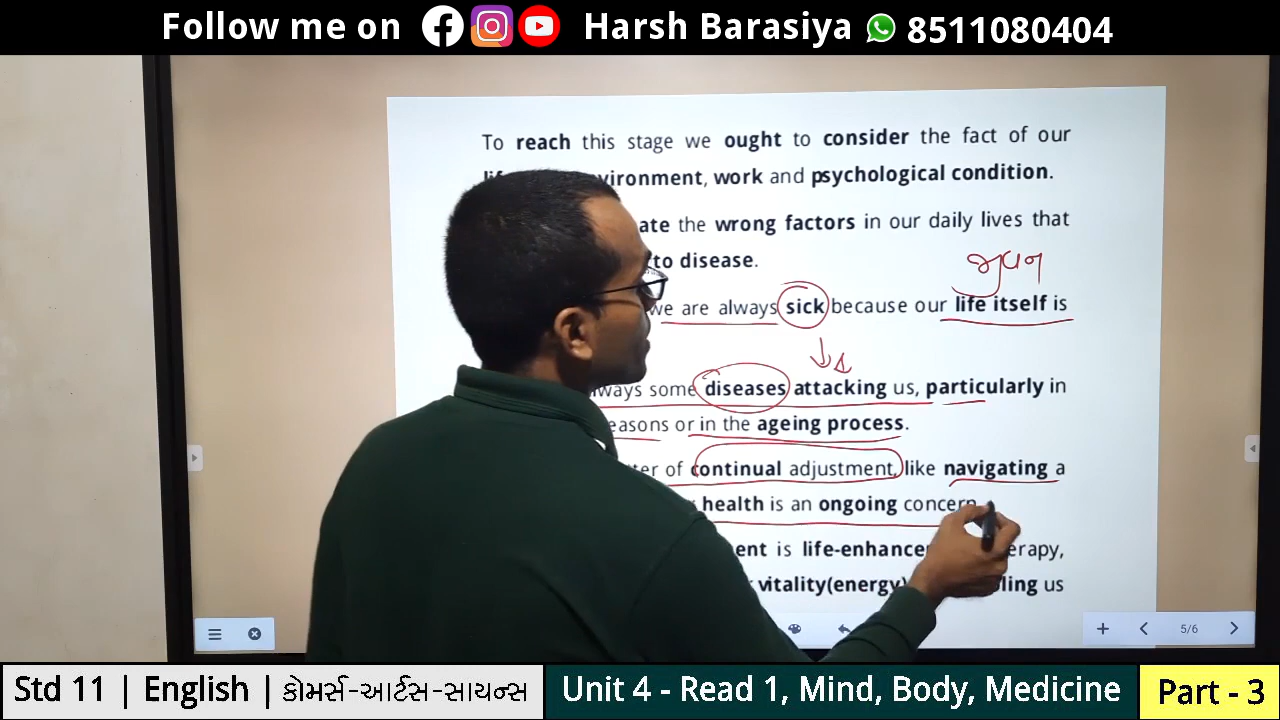 Follow me on Harsh Barasiya 8511080404
To reach this stage we ought to consider the fact of our
vironment, work and psychological condition.
ate the wrong factors in our daily lives that
to disease.
જીવન
we are always sick because our life itself is
ways some diseases attacking us, particularly in
easons or in the ageing process.
ter of continual adjustment, like navigating a
health is an ongoing concern
ent is life-enhance erapy,
vitality(energy) ling us
5/6
Std 11 | English | કોમર્સ-આર્ટસ-સાયન્સ
Unit 4 - Read 1, Mind, Body, Medicine
Part - 3